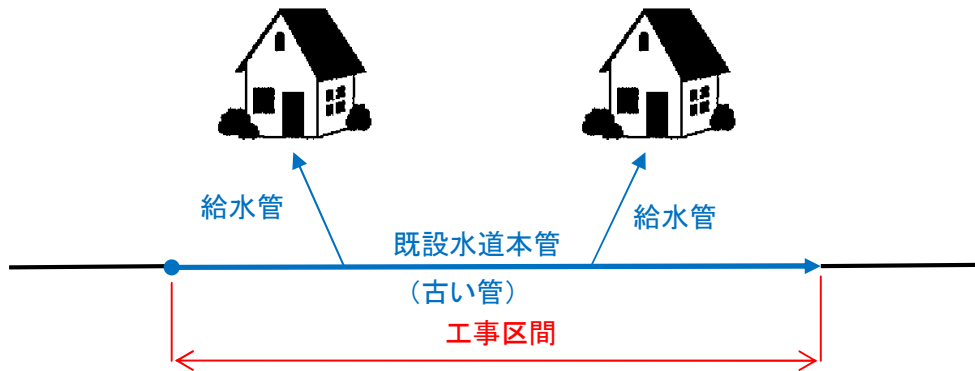 給水管
給水管
既設水道本管
（古い管）
工事区間